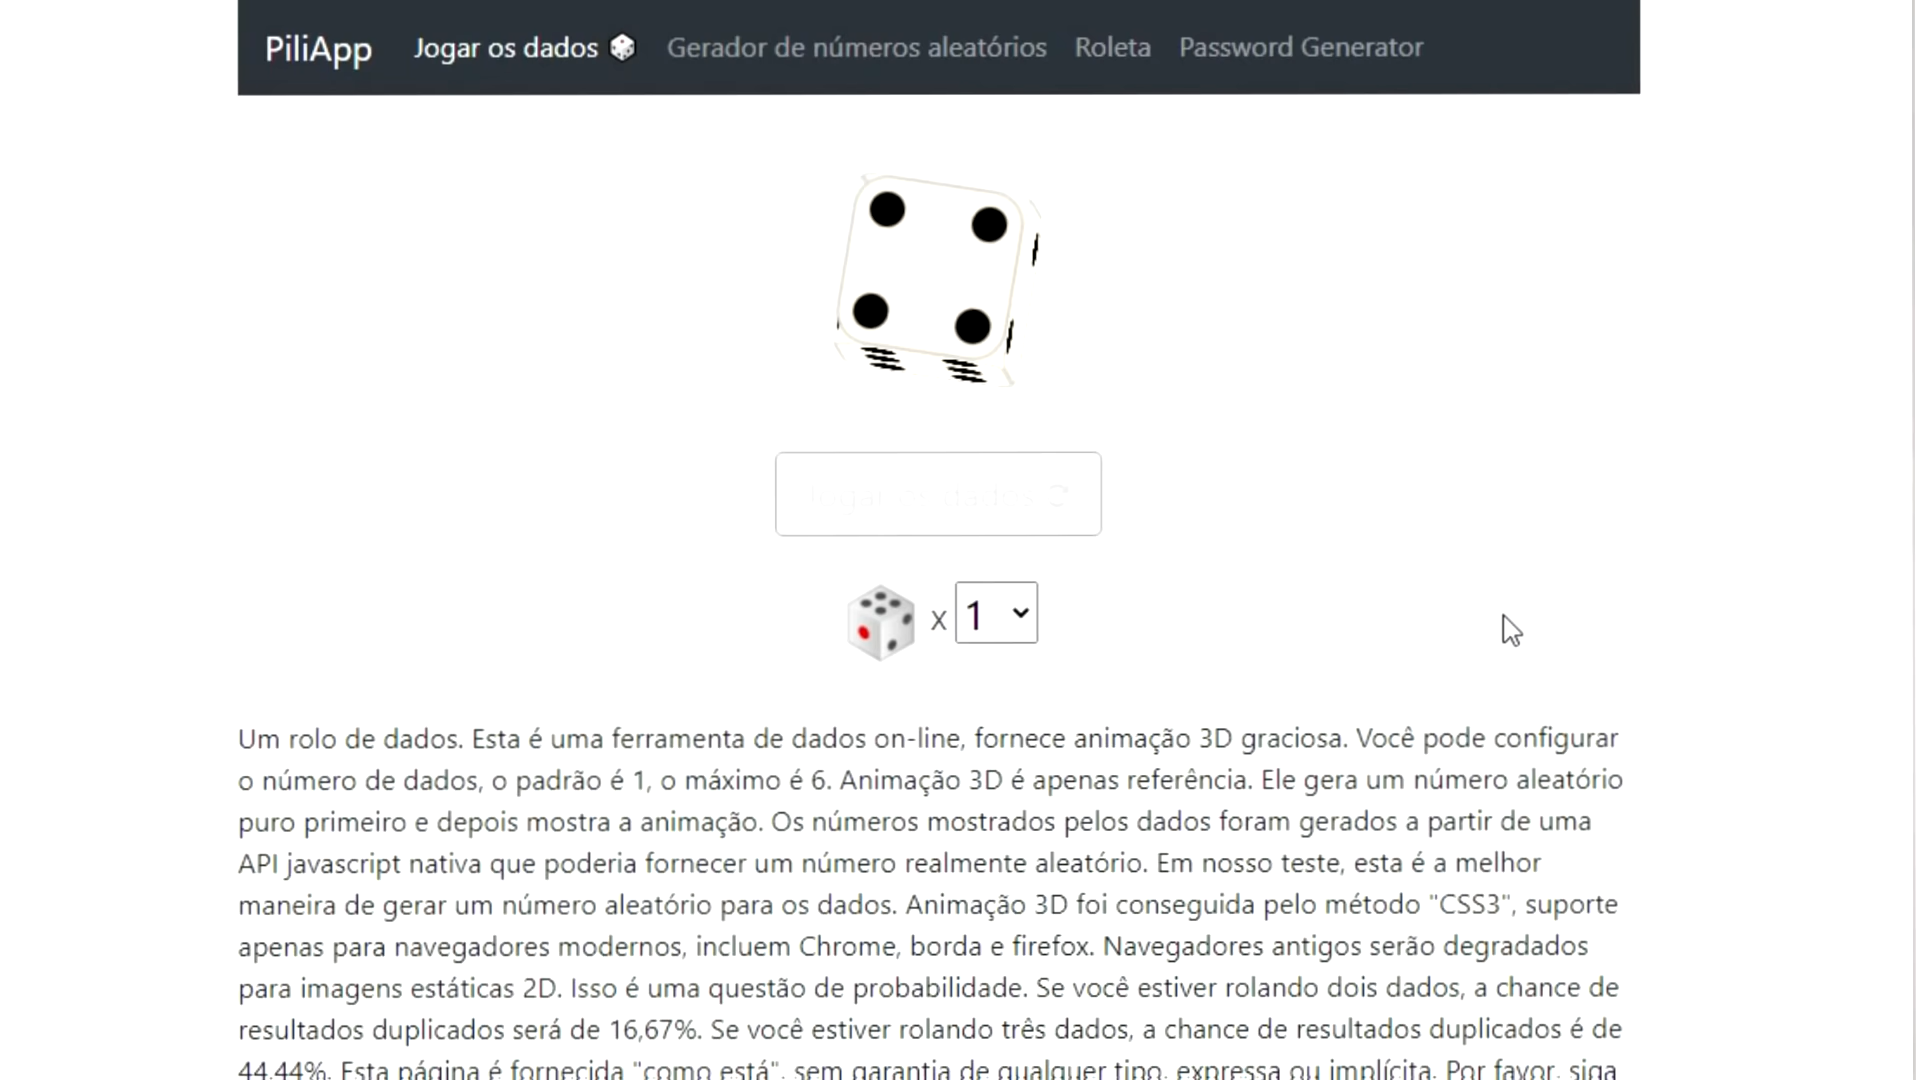 PiliApp Jogar os dados Gerador de números aleatórios Roleta Password Generator
Jogar os dados
x 1
Um rolo de dados. Esta é uma ferramenta de dados on-line, fornece animação 3D graciosa. Você pode configurar
o número de dados, o padrão é 1, o máximo é 6. Animação 3D é apenas referência. Ele gera um número aleatório
puro primeiro e depois mostra a animação. Os números mostrados pelos dados foram gerados a partir de uma
API javascript nativa que poderia fornecer um número realmente aleatório. Em nosso teste, esta é a melhor
maneira de gerar um número aleatório para os dados. Animação 3D foi conseguida pelo método "CSS3", suporte
apenas para navegadores modernos, incluem Chrome, borda e firefox. Navegadores antigos serão degradados
para imagens estáticas 2D. Isso é uma questão de probabilidade. Se você estiver rolando dois dados, a chance de
resultados duplicados será de 16,67%. Se você estiver rolando três dados, a chance de resultados duplicados é de
44,44%. Esta página é fornecida "como está", sem garantia de qualquer tipo, expressa ou implícita. Por favor, siga